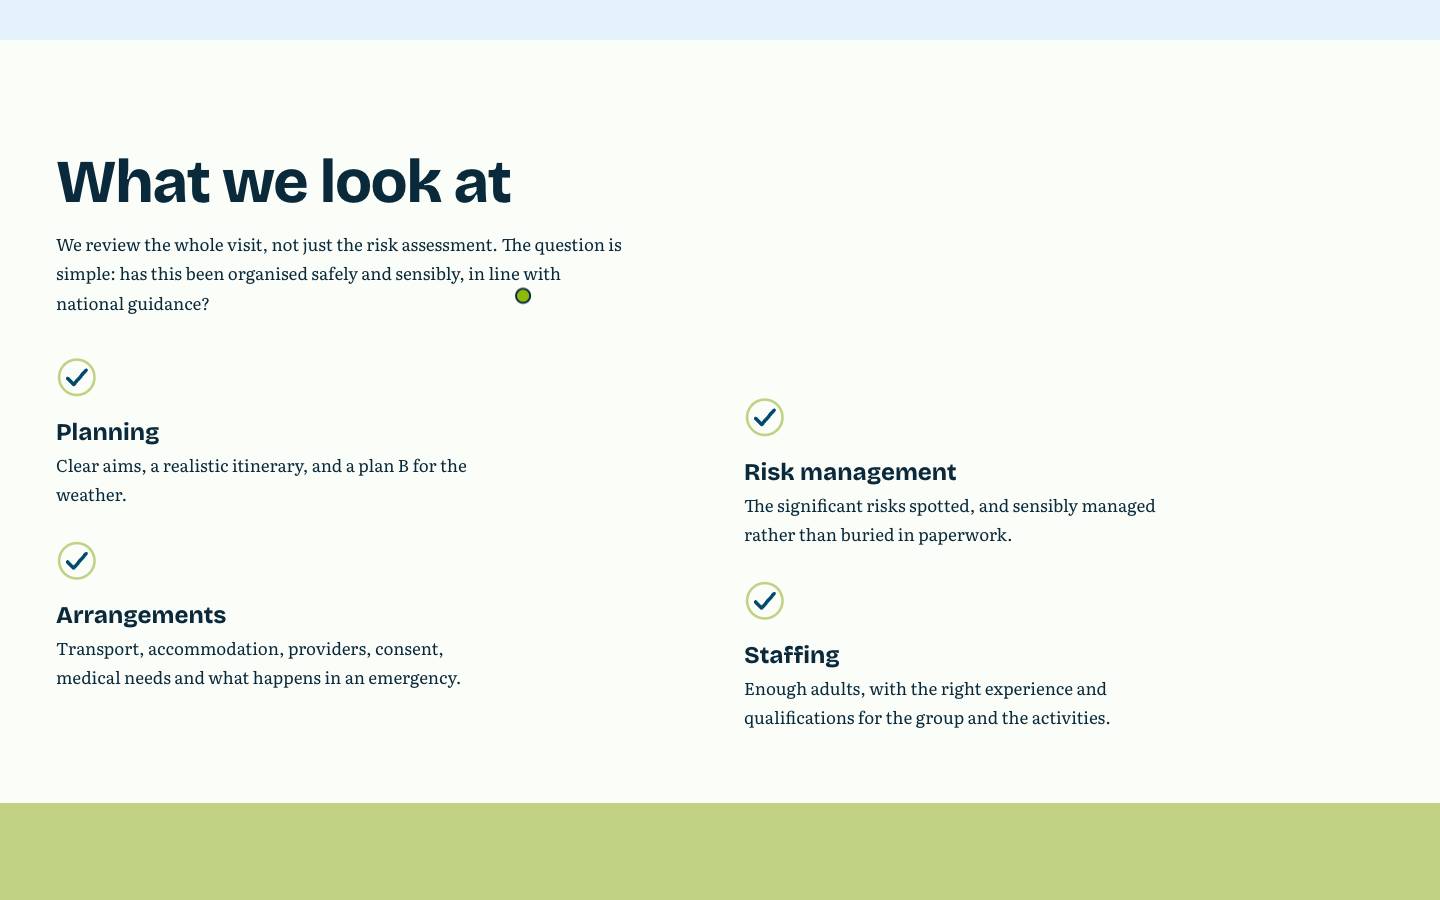 What we look at
We review the whole visit, not just the risk assessment. The question is
simple: has this been organised safely and sensibly, in line with
national guidance?
Planning
Clear aims, a realistic itinerary, and a plan B for the
weather.
Risk management
The significant risks spotted, and sensibly managed
rather than buried in paperwork.
Arrangements
Transport, accommodation, providers, consent,
medical needs and what happens in an emergency.
Staffing
Enough adults, with the right experience and
qualifications for the group and the activities.